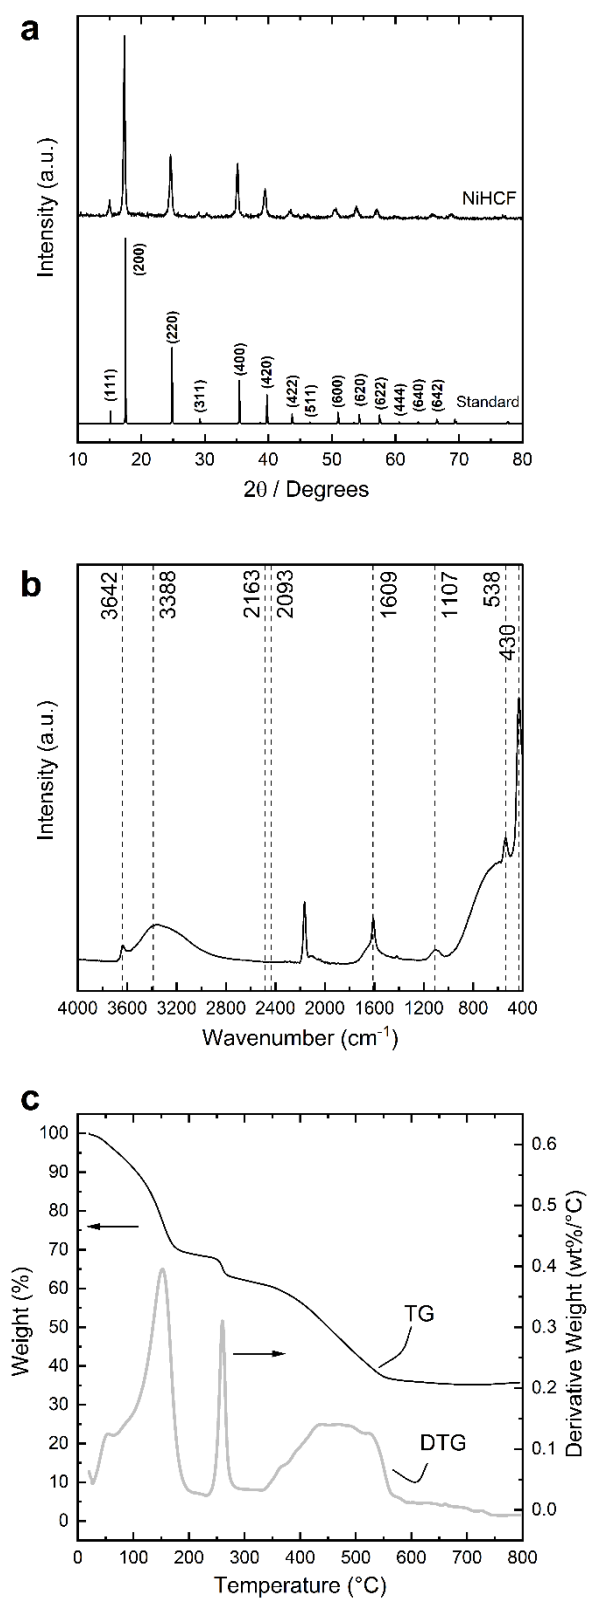 a
Intensity (a.u.)
NiHCF
(111)
(200)
(220)
(311)
(400)
(420)
(422)
(511)
(600)
(620)
(622)
(444)
(640)
(642)
Standard
10 20 30 40 50 60 70 80
2θ / Degrees
b
Intensity (a.u.)
3642
3388
2163
2093
1609
1107
538
430
4000 3600 3200 2800 2400 2000 1600 1200 800 400
Wavenumber (cm-1)
c
Weight (%)
100
90
80
70
60
50
40
30
20
10
0
TG
DTG
0.6
0.5
0.4
0.3
0.2
0.1
0.0
Derivative Weight (wt%/°C)
0 100 200 300 400 500 600 700 800
Temperature (°C)